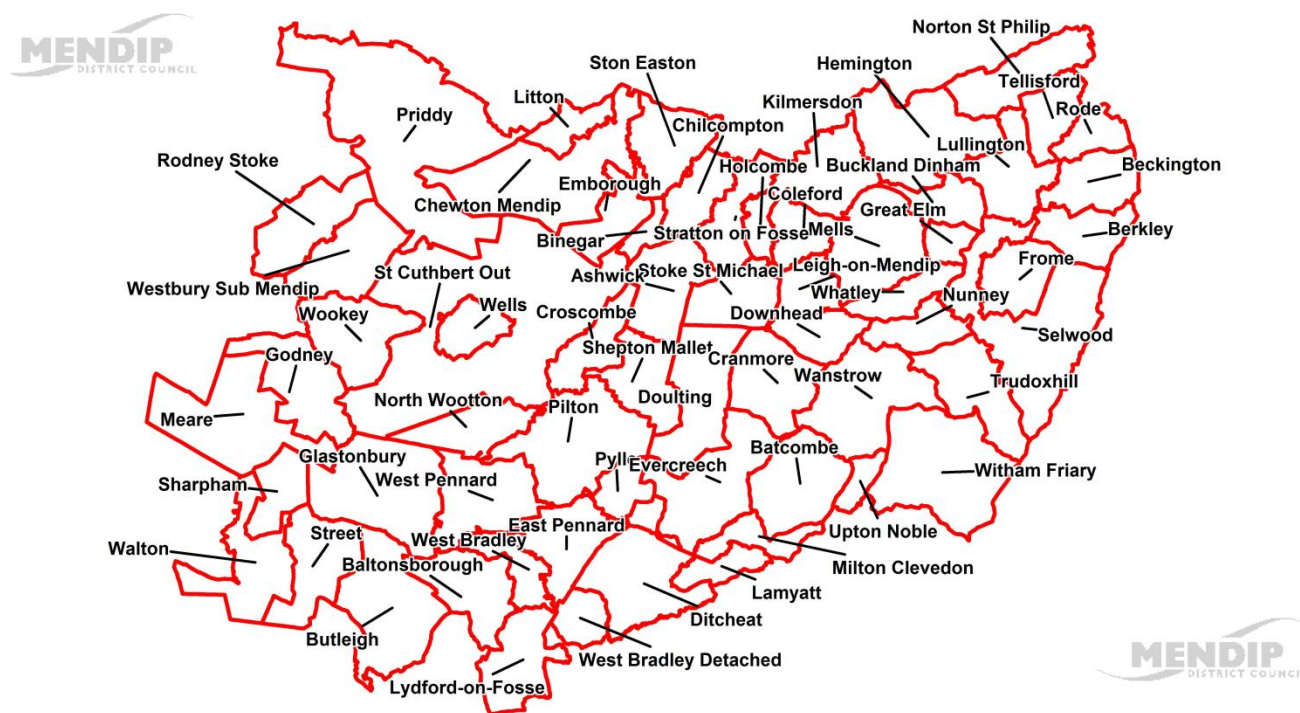 MENDIP
DISTRICT COUNCIL
Norton St Philip
Ston Easton
Hemington
Tellisford
Litton
Kilmersdon
Priddy
Chilcompton
Rode
Lullington
Rodney Stoke
Holcombe
Buckland Dinham
Beckington
Emborough
Coleford
Chewton Mendip
Great Elm
Binegar
Stratton on Fosse
Mells
Berkley
St Cuthbert Out
Ashwick
Stoke St Michael
Leigh-on-Mendip
Frome
Westbury Sub Mendip
Whatley
Nunney
Wells
Wookey
Croscombe
Downhead
Selwood
Godney
Shepton Mallet
Cranmore
Wanstrow
Trudoxhill
Meare
North Wootton
Pilton
Doulting
Glastonbury
Batcombe
Sharpham
West Pennard
Pylle
Evercreech
Witham Friary
East Pennard
Upton Noble
Street
West Bradley
Walton
Baltonsborough
Milton Clevedon
Lamyatt
Ditcheat
Butleigh
West Bradley Detached
Lydford-on-Fosse
MENDIP
DISTRICT COUNC